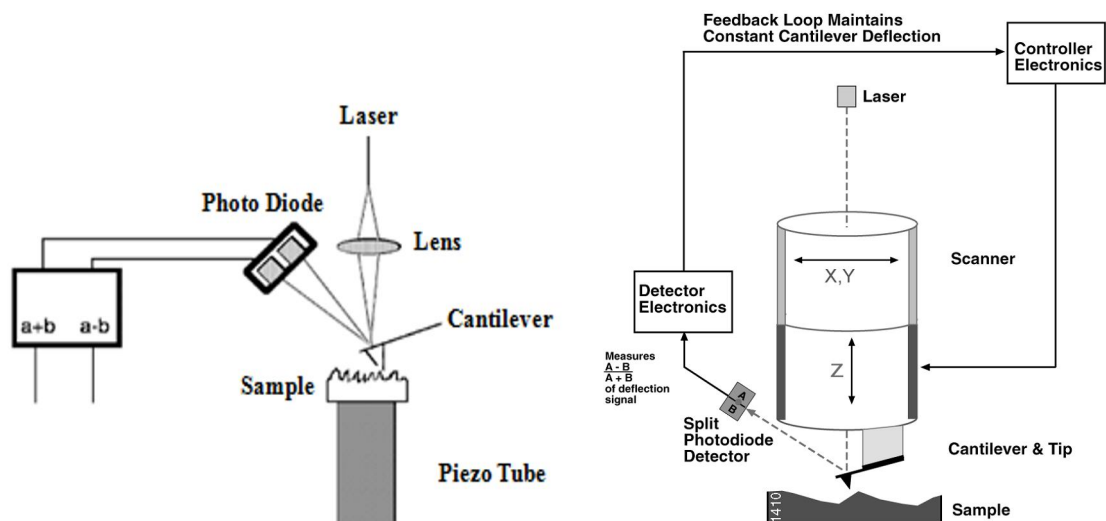 Laser
Photo Diode
Lens
a+b
a-b
Cantilever
Sample
Piezo Tube
Feedback Loop Maintains
Constant Cantilever Deflection
Controller
Electronics
Laser
X,Y
Scanner
Detector
Electronics
Z
Measures
A - B
A + B
of deflection
signal
A
B
Split
Photodiode
Detector
Cantilever & Tip
Sample
1410